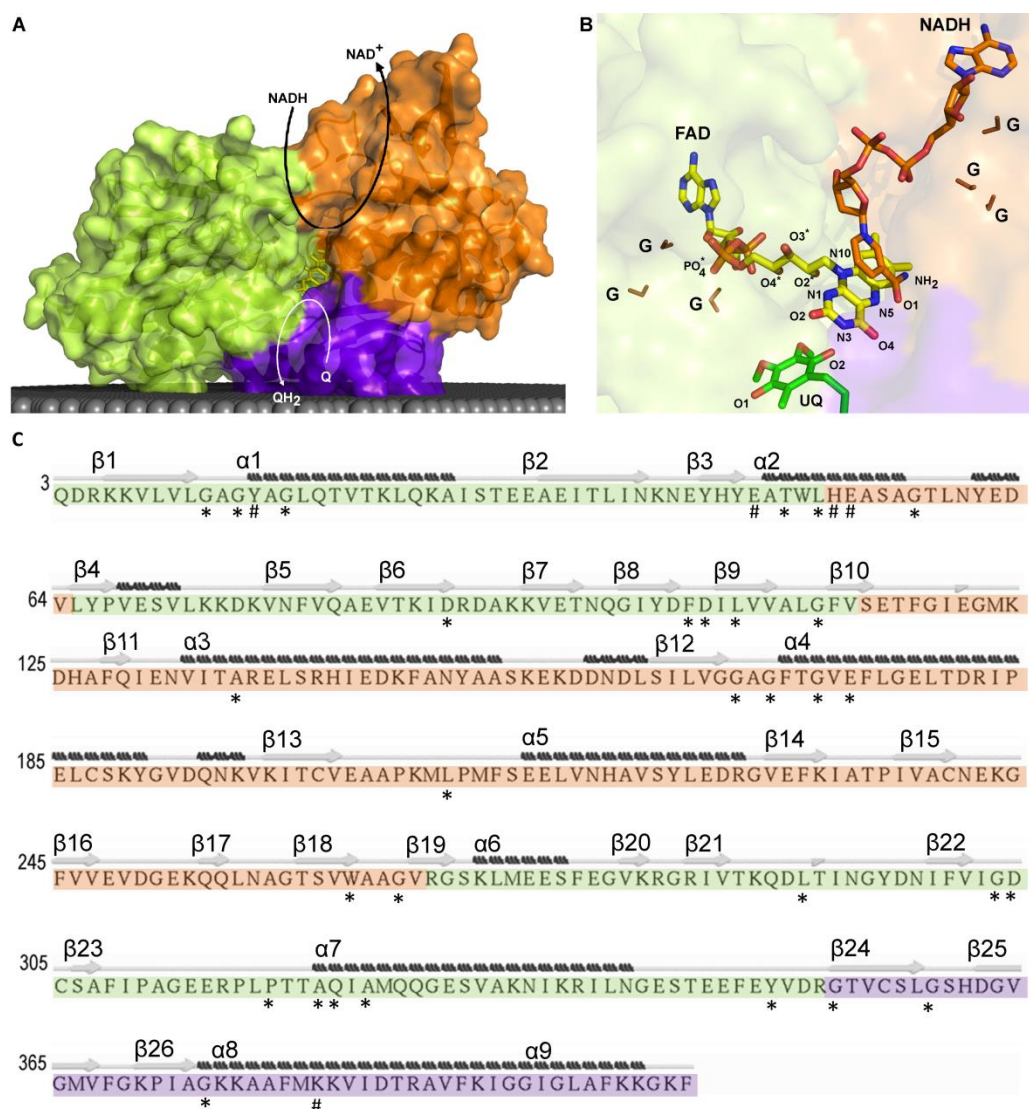 A
NAD+
NADH
Q
QH2
B
NADH
FAD
G
G
G
G
G
G
PO4*
O3*
O4*
O2*
N10
NH2
N1
N5
O1
O2
N3
O4
O2
O1
UQ
C
β1 α1 β2 β3 α2
3 QDRKKVLVLGAGYAGLQTVTKLQKAISTEEAEITLINKNEYHYEATWLHEASAGTLNYED
* * # * # * * # # *
β4 β5 β6 β7 β8 β9 β10
64 VLYPVESVLKKDKVNFVQAEVTKIDRDAKKVETNQGIYDFDILVVALGFVSETFGIEGMK
* * * * *
β11 α3 β12 α4
125 DHAFQIENVITARELSRHIEDKFANYAASKEKDDNDLSILVGGAGFTGVEFLGELTDRIP
* * * * *
β13 α5 β14 β15
185 ELCSKYGVDQNKVKITCVEAAPKMLPMFSEELVNHAVSYLEDRGVEFKIATPIVACNEKG
*
β16 β17 β18 β19 α6 β20 β21 β22
245 FVVEVDGEKQQLNAGTSVWAAGVRGSKLMEESFEGVKRGRIVTKQDLTINGYDNIFVIGD
* * * * *
β23 α7 β24 β25
305 CSAFIPAGEERPLPTTAQIAMQQGESVAKNIKRILNGESTEEFEYVDRGTVCSLGSHDGV
* * * * * * *
β26 α8 α9
365 GMVFGKPIAGKKAAFMKKVIDTRAVFKIGGIGLAFKKGKF
* #